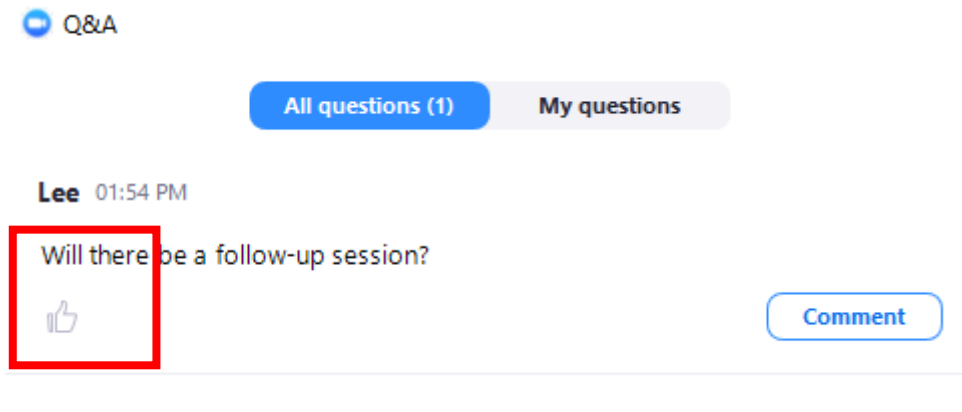 Q&A
All questions (1) My questions
Lee 01:54 PM
Will there be a follow-up session?
Comment